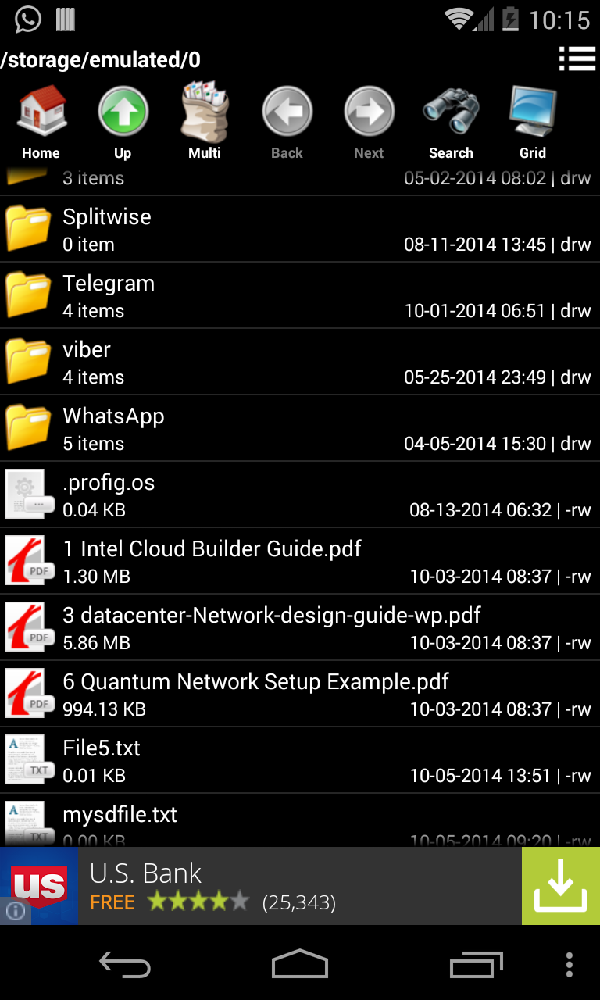 10:15
/storage/emulated/0
Home Up Multi Back Next Search Grid
3 items 05-02-2014 08:02 | drw
Splitwise
0 item 08-11-2014 13:45 | drw
Telegram
4 items 10-01-2014 06:51 | drw
viber
4 items 05-25-2014 23:49 | drw
WhatsApp
5 items 04-05-2014 15:30 | drw
.profig.os
0.04 KB 08-13-2014 06:32 | -rw
1 Intel Cloud Builder Guide.pdf
PDF 1.30 MB 10-03-2014 08:37 | -rw
3 datacenter-Network-design-guide-wp.pdf
PDF 5.86 MB 10-03-2014 08:37 | -rw
6 Quantum Network Setup Example.pdf
PDF 994.13 KB 10-03-2014 08:37 | -rw
File5.txt
TXT 0.01 KB 10-05-2014 13:51 | -rw
mysdfile.txt
TXT 0.00 KB 10-05-2014 09:20 | -rw
us U.S. Bank
FREE (25,343)